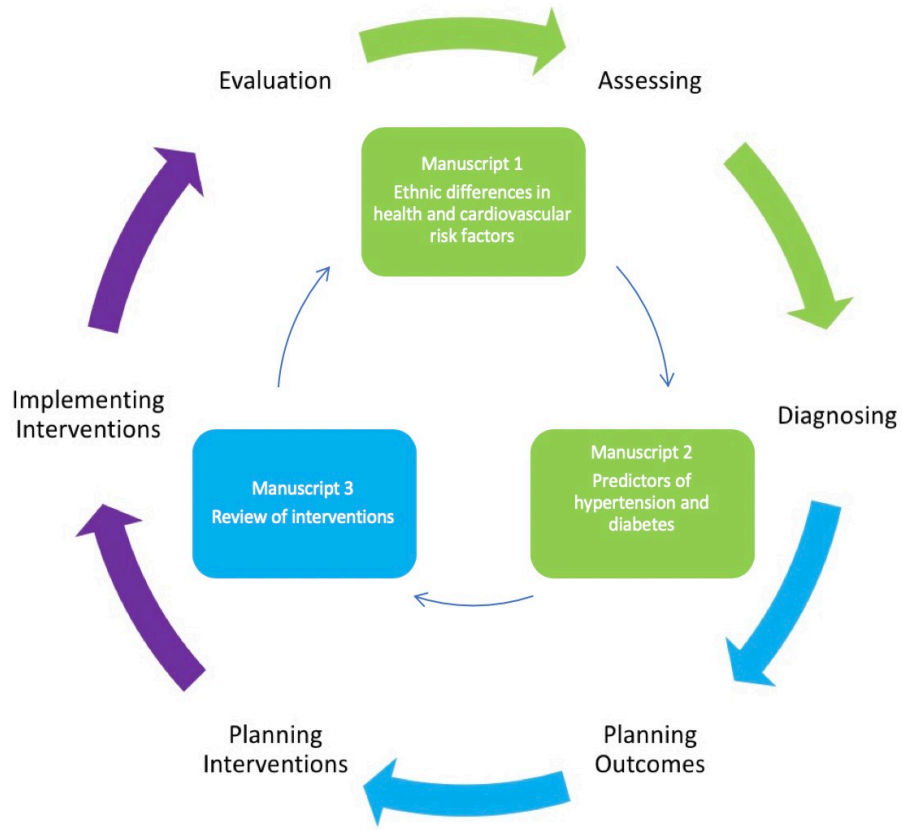 Evaluation
Assessing
Manuscript 1
Ethnic differences in
health and cardiovascular
risk factors
Implementing
Interventions
Diagnosing
Manuscript 3
Review of interventions
Manuscript 2
Predictors of
hypertension and
diabetes
Planning
Interventions
Planning
Outcomes